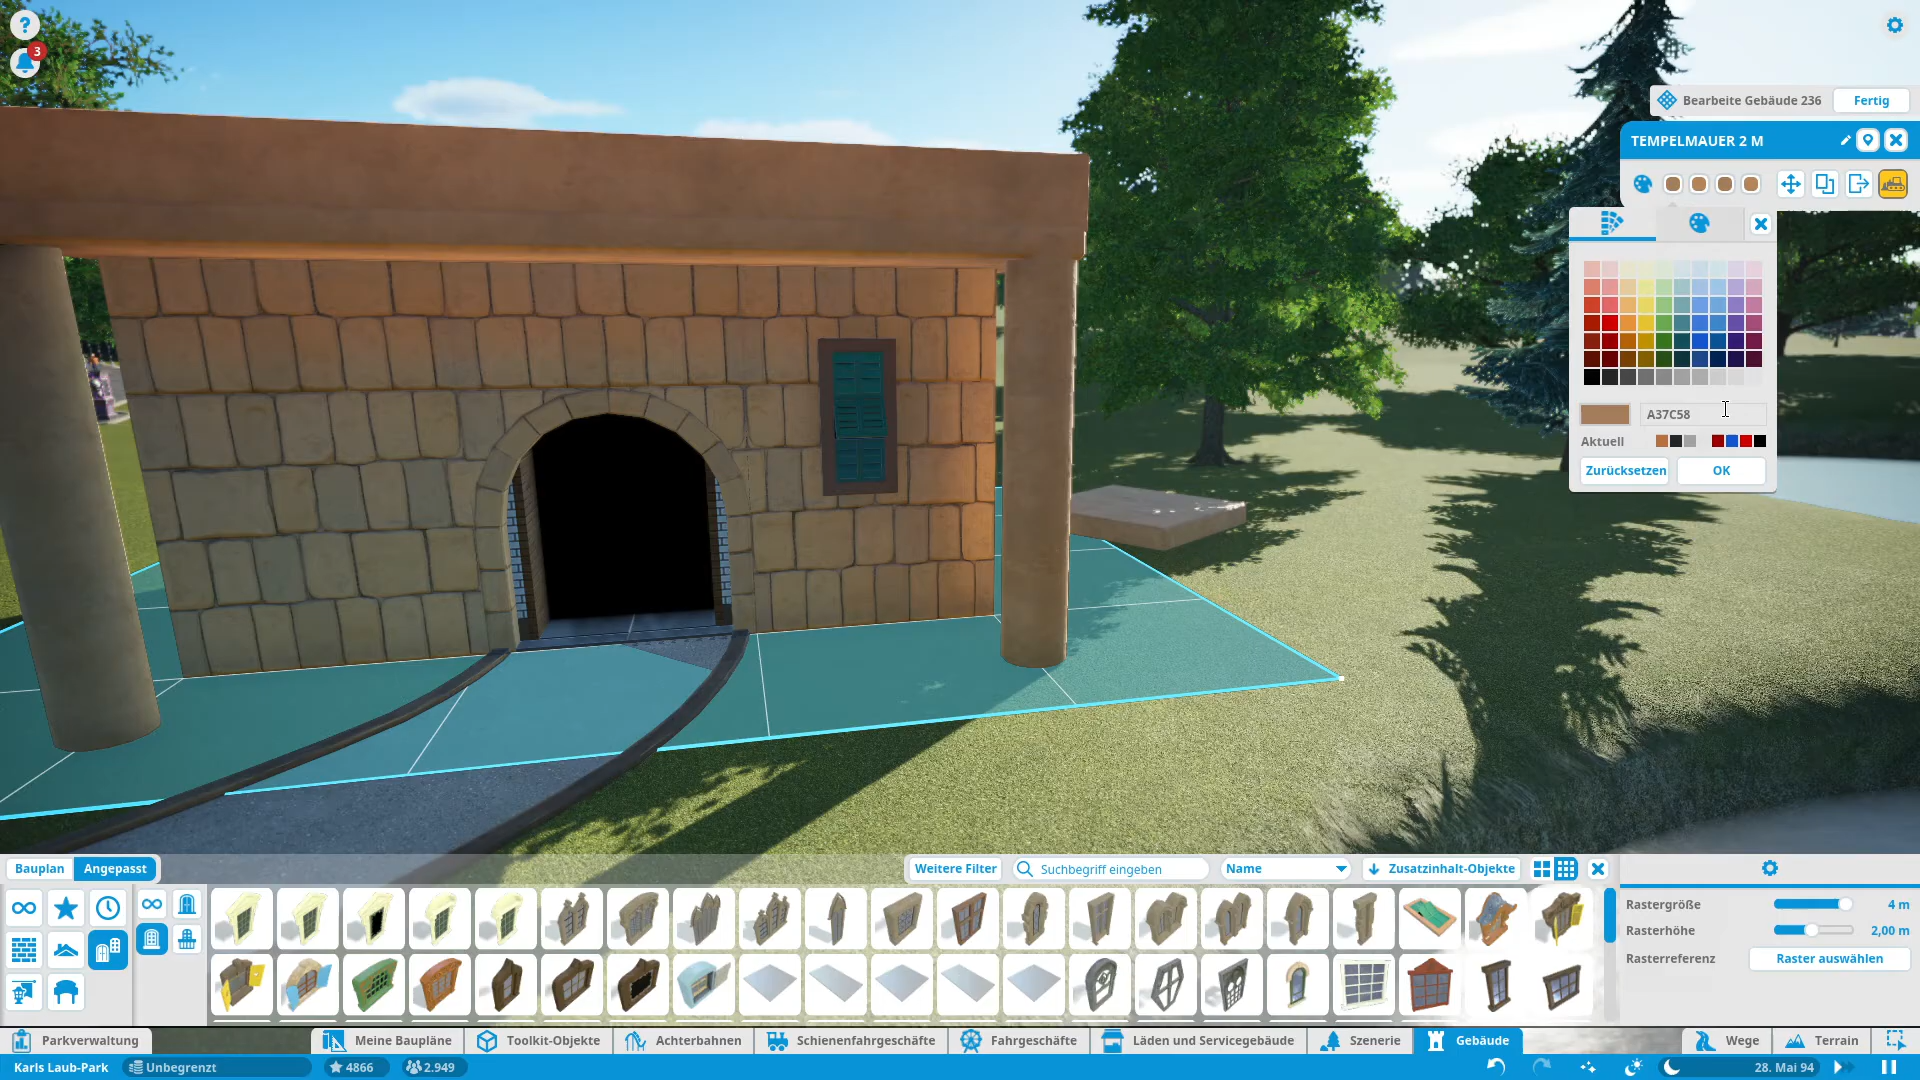 ?
3
Bearbeite Gebäude 236
Fertig
TEMPELMAUER 2 M
A37C58
Aktuell
Zurücksetzen
OK
Bauplan
Angepasst
Weitere Filter
Suchbegriff eingeben
Name
Zusatzinhalt-Objekte
Rastergröße
4 m
Rasterhöhe
2,00 m
Rasterreferenz
Raster auswählen
Parkverwaltung
Meine Baupläne
Toolkit-Objekte
Achterbahnen
Schienenfahrgeschäfte
Fahrgeschäfte
Läden und Servicegebäude
Szenerie
Gebäude
Wege
Terrain
Karls Laub-Park
Unbegrenzt
4866
2.949
28. Mai 94